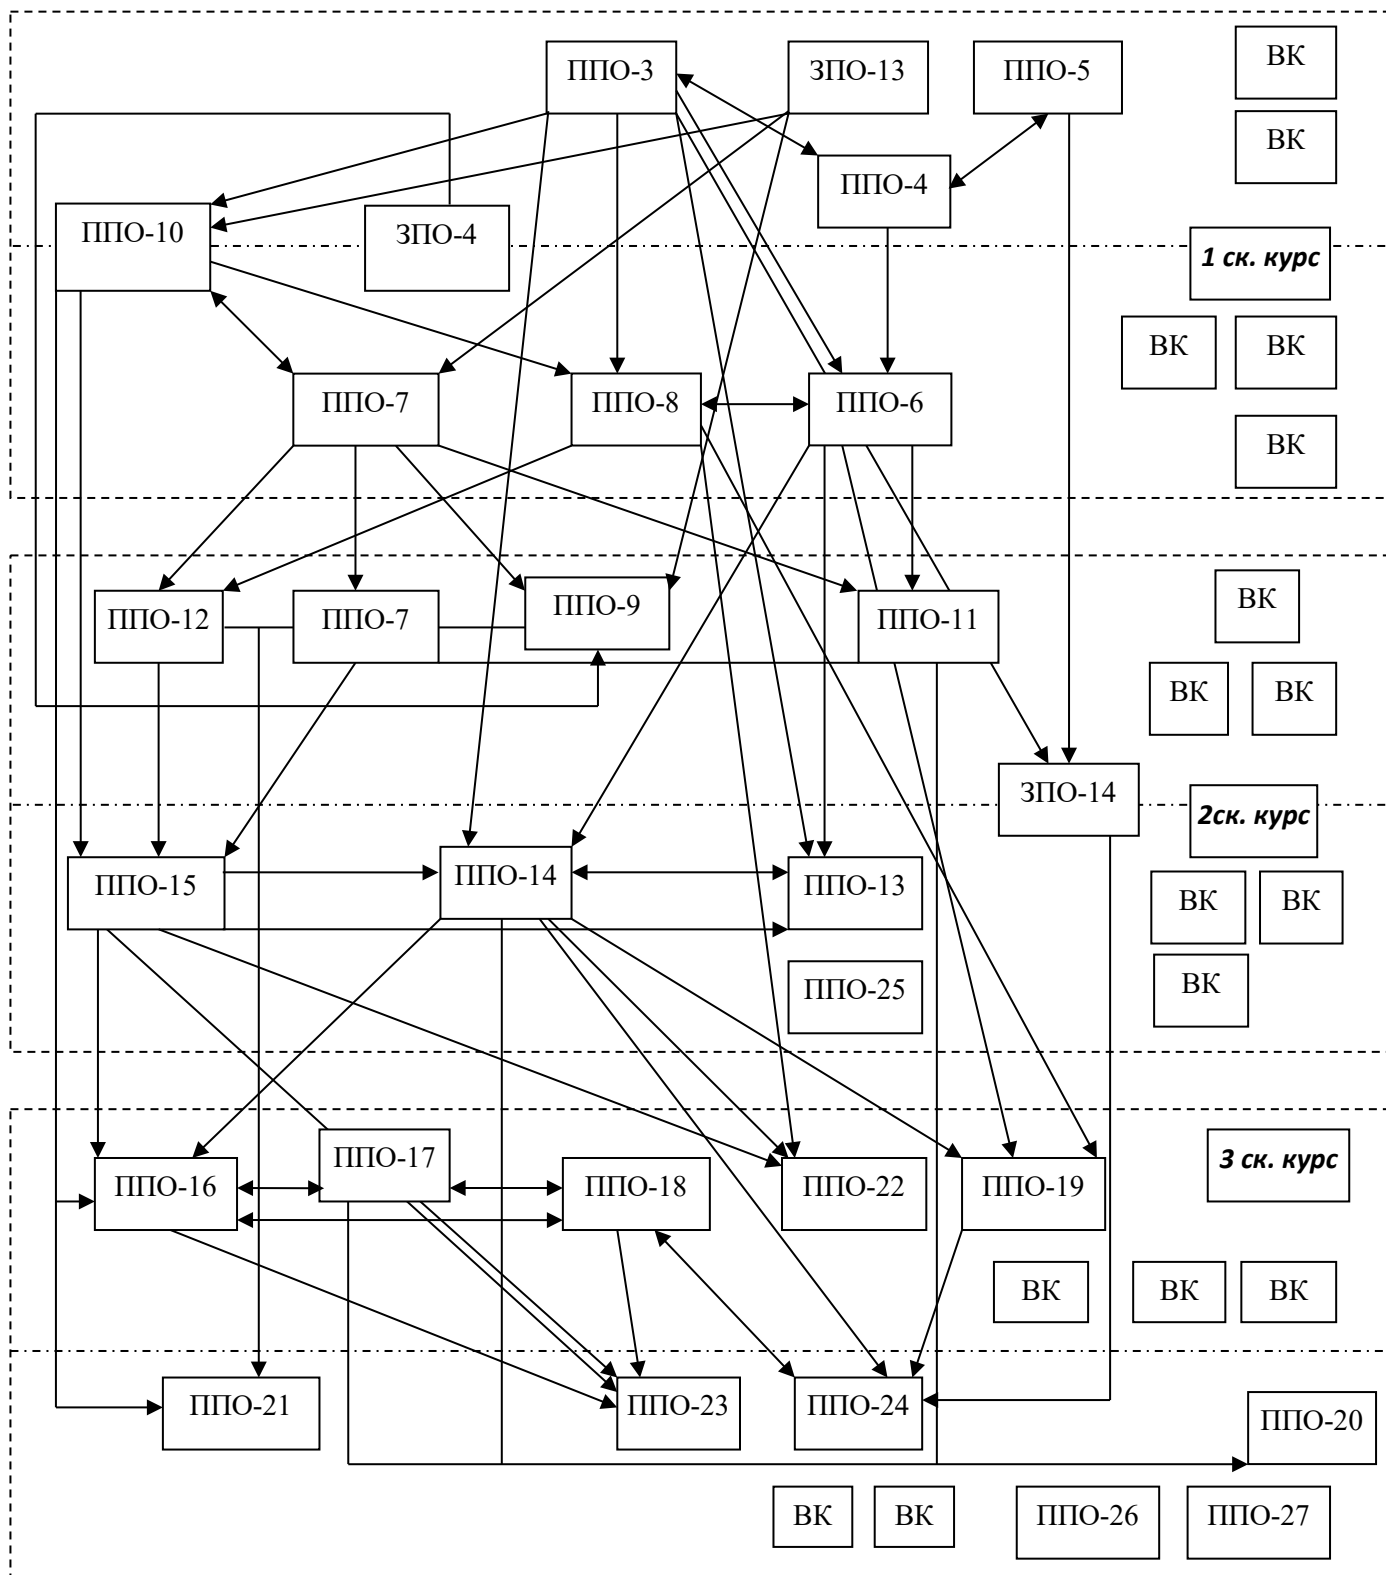 ППО-3
ЗПО-13
ППО-5
ВК
ВК
ППО-4
ППО-10
ЗПО-4
1 ск. курс
ВК
ВК
ППО-7
ППО-8
ППО-6
ВК
ВК
ППО-12
ППО-7
ППО-9
ППО-11
ВК
ВК
ЗПО-14
2ск. курс
ППО-15
ППО-14
ППО-13
ВК
ВК
ППО-25
ВК
ППО-17
3 ск. курс
ППО-16
ППО-18
ППО-22
ППО-19
ВК
ВК
ВК
ППО-21
ППО-23
ППО-24
ППО-20
ВК
ВК
ППО-26
ППО-27